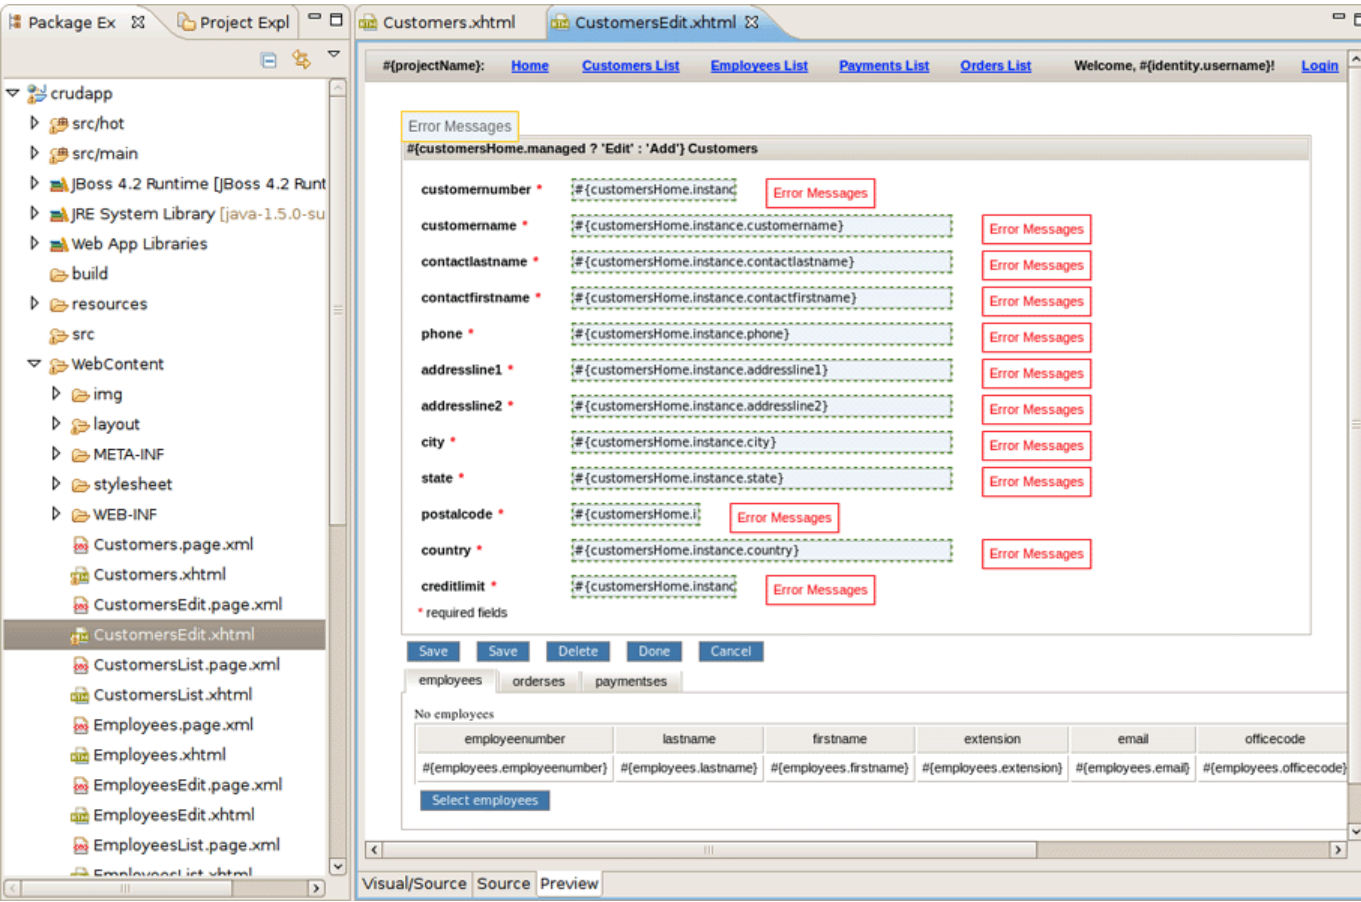 Package Ex
Project Expl
crudapp
src/hot
src/main
JBoss 4.2 Runtime [JBoss 4.2 Runt
JRE System Library [java-1.5.0-su
Web App Libraries
build
resources
src
WebContent
img
layout
META-INF
stylesheet
WEB-INF
Customers.page.xml
Customers.xhtml
CustomersEdit.page.xml
CustomersEdit.xhtml
CustomersList.page.xml
CustomersList.xhtml
Employees.page.xml
Employees.xhtml
EmployeesEdit.page.xml
EmployeesEdit.xhtml
EmployeesList.page.xml
EmployeesList.xhtml
Customers.xhtml
CustomersEdit.xhtml
#{projectName}: Home Customers List Employees List Payments List Orders List Welcome, #{identity.username}! Login
Error Messages
#{customersHome.managed ? 'Edit' : 'Add'} Customers
customernumber * #{customersHome.instanc Error Messages
customername * #{customersHome.instance.customername} Error Messages
contactlastname * #{customersHome.instance.contactlastname} Error Messages
contactfirstname * #{customersHome.instance.contactfirstname} Error Messages
phone * #{customersHome.instance.phone} Error Messages
addressline1 * #{customersHome.instance.addressline1} Error Messages
addressline2 * #{customersHome.instance.addressline2} Error Messages
city * #{customersHome.instance.city} Error Messages
state * #{customersHome.instance.state} Error Messages
postalcode * #{customersHome.i Error Messages
country * #{customersHome.instance.country} Error Messages
creditlimit * #{customersHome.instanc Error Messages
* required fields
Save Save Delete Done Cancel
employees orderses paymentses
No employees
employeenumber lastname firstname extension email officecode
#{employees.employeenumber} #{employees.lastname} #{employees.firstname} #{employees.extension} #{employees.email} #{employees.officecode}
Select employees
Visual/Source Source Preview